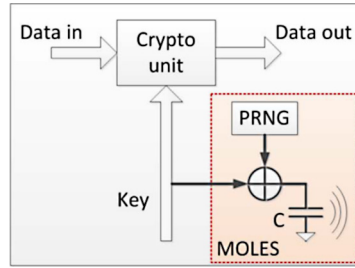 Data in
Crypto
unit
Data out
PRNG
Key
C
MOLES